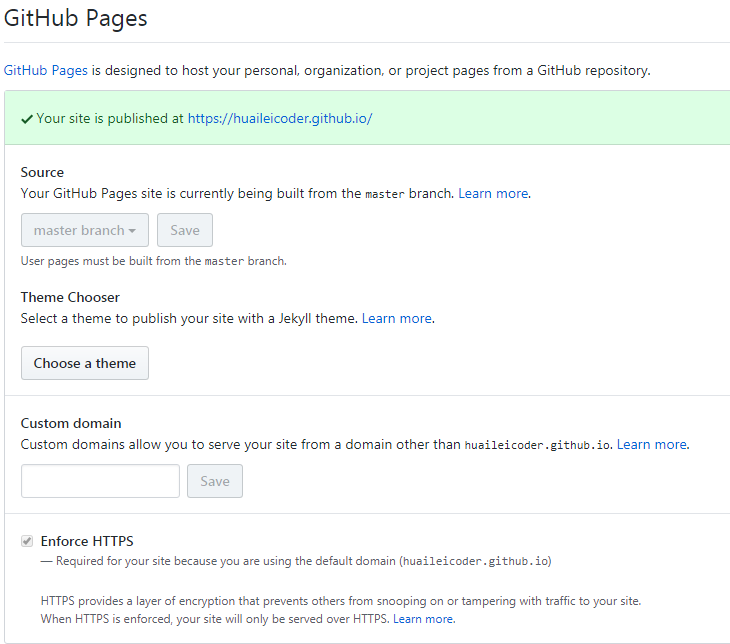 GitHub Pages
GitHub Pages is designed to host your personal, organization, or project pages from a GitHub repository.
Your site is published at https://huaileicoder.github.io/
Source
Your GitHub Pages site is currently being built from the master branch. Learn more.
master branch
Save
User pages must be built from the master branch.
Theme Chooser
Select a theme to publish your site with a Jekyll theme. Learn more.
Choose a theme
Custom domain
Custom domains allow you to serve your site from a domain other than huaileicoder.github.io. Learn more.
Save
Enforce HTTPS
— Required for your site because you are using the default domain (huaileicoder.github.io)
HTTPS provides a layer of encryption that prevents others from snooping on or tampering with traffic to your site.
When HTTPS is enforced, your site will only be served over HTTPS. Learn more.